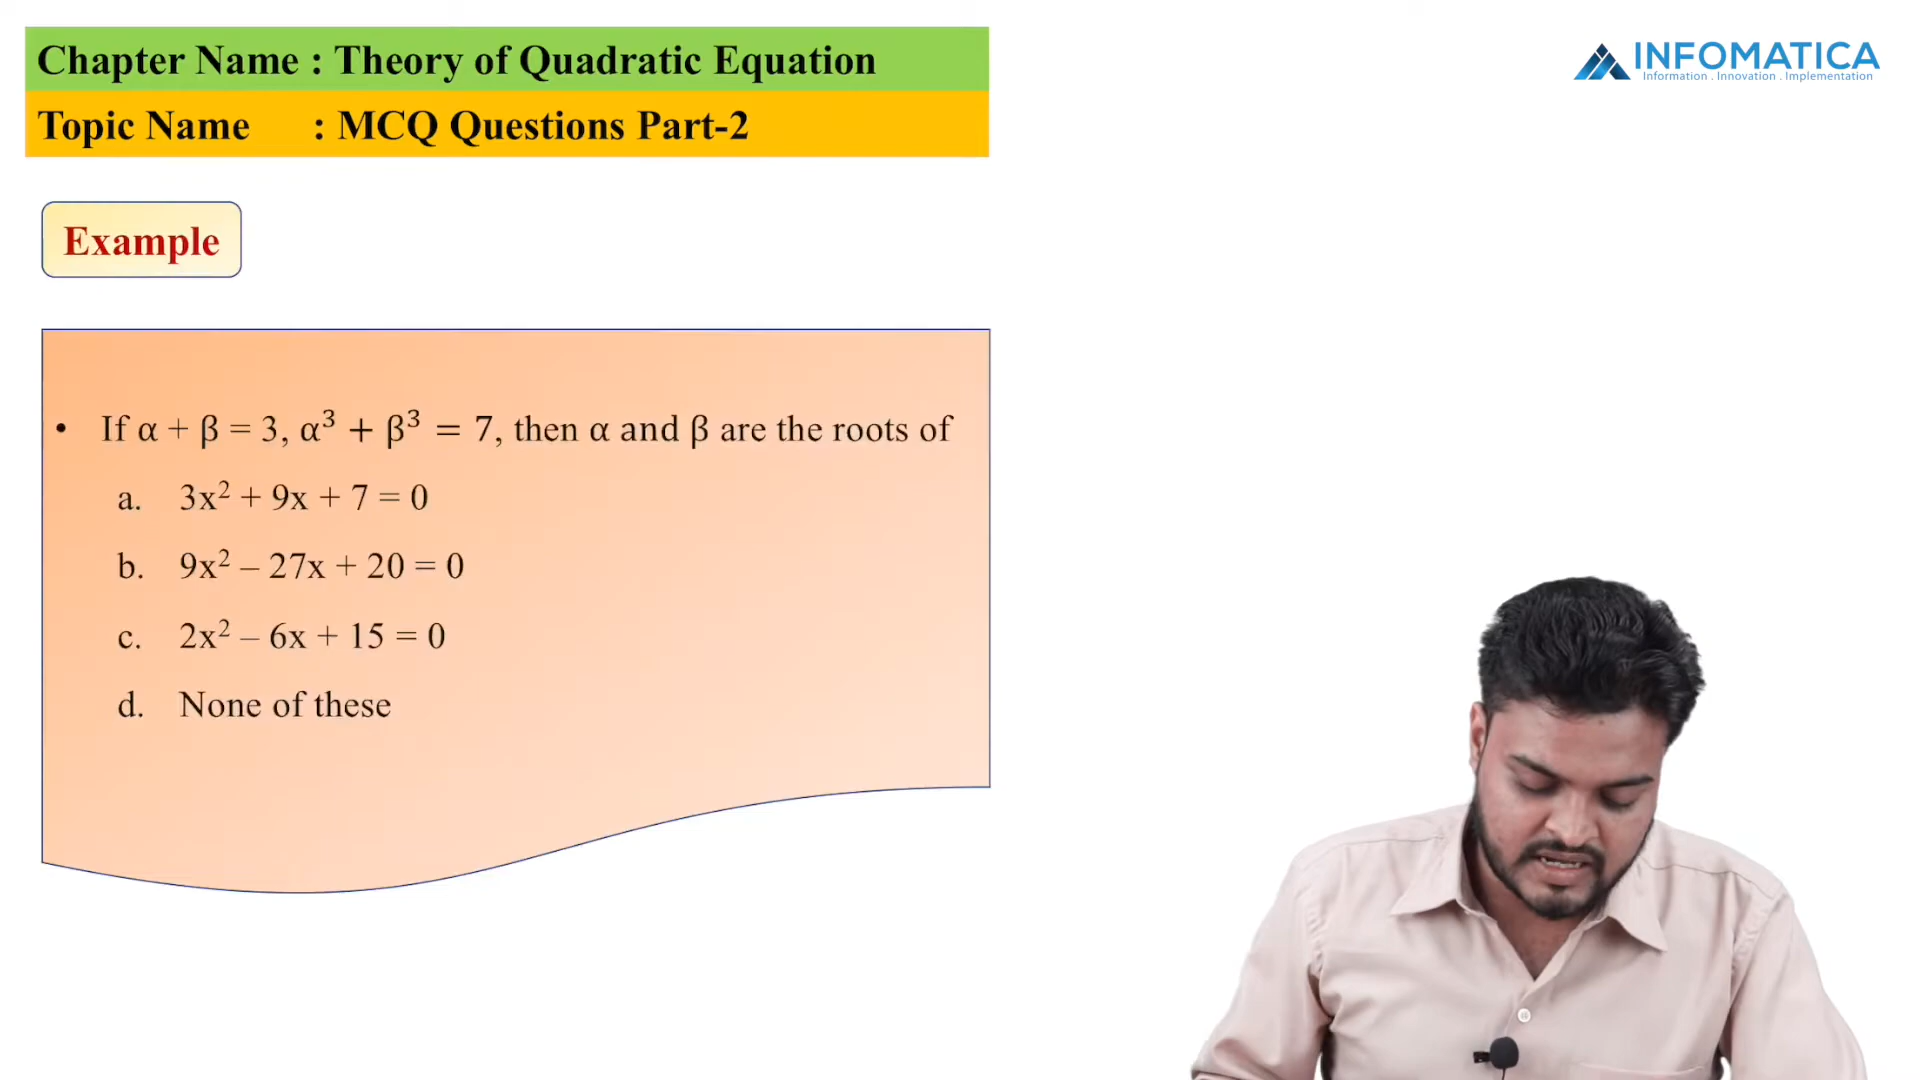 Chapter Name : Theory of Quadratic Equation
Topic Name : MCQ Questions Part-2
INFOMATICA
Information . Innovation . Implementation
Example
• If α + β = 3, α³ + β³ = 7, then α and β are the roots of
a. 3x² + 9x + 7 = 0
b. 9x² – 27x + 20 = 0
c. 2x² – 6x + 15 = 0
d. None of these